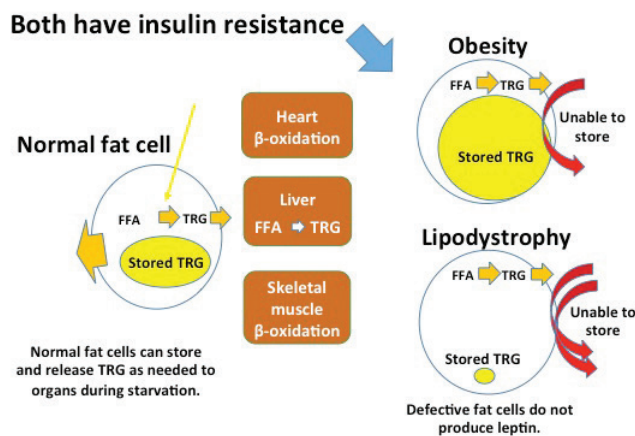 Both have insulin resistance
Normal fat cell
FFA TRG
Stored TRG
Normal fat cells can store
and release TRG as needed to
organs during starvation.
Heart
β-oxidation
Liver
FFA TRG
Skeletal
muscle
β-oxidation
Obesity
FFA TRG
Stored TRG
Unable to
store
Lipodystrophy
FFA TRG
Stored TRG
Unable to
store
Defective fat cells do not
produce leptin.